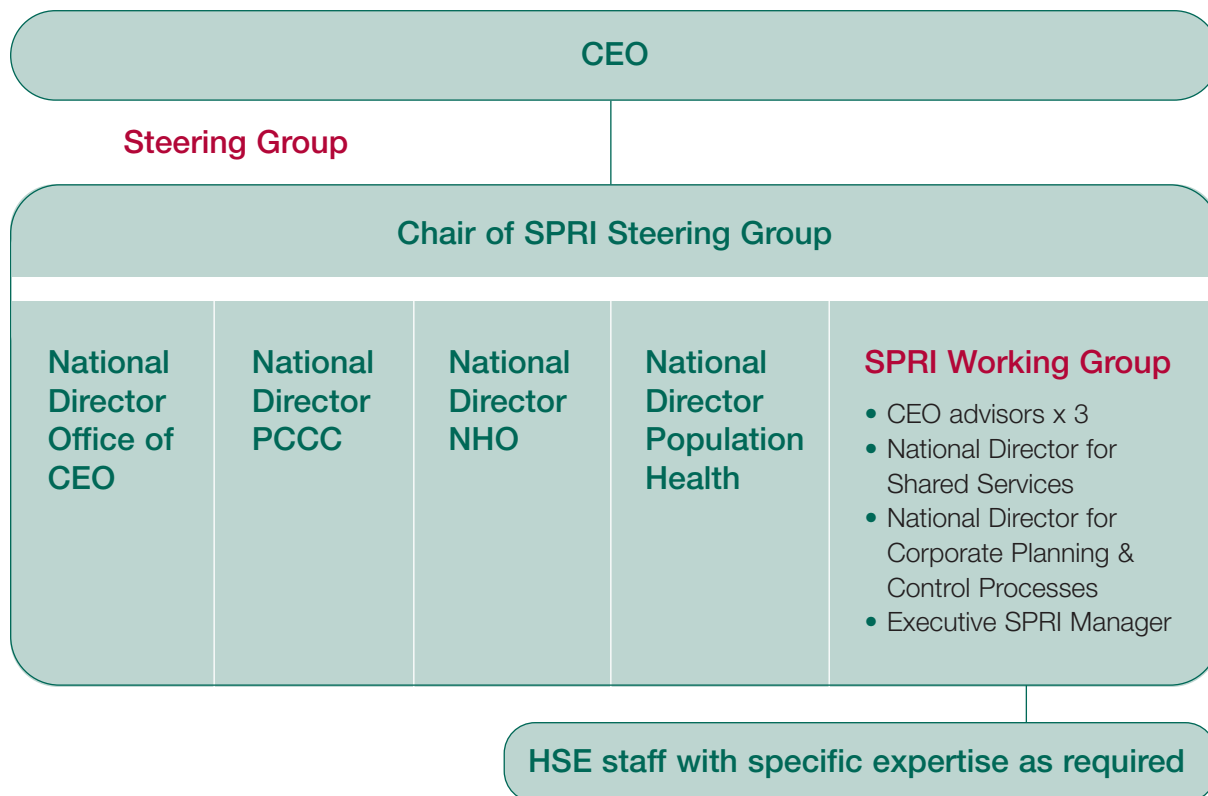 CEO
Steering Group
Chair of SPRI Steering Group
National
Director
Office of
CEO
National
Director
PCCC
National
Director
NHO
National
Director
Population
Health
SPRI Working Group
• CEO advisors x 3
• National Director for
Shared Services
• National Director for
Corporate Planning &
Control Processes
• Executive SPRI Manager
HSE staff with specific expertise as required